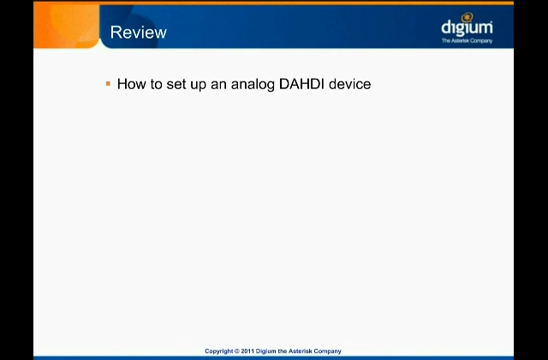 Review
digium
The Asterisk Company
How to set up an analog DAHDI device
Copyright © 2011 Digium the Asterisk Company